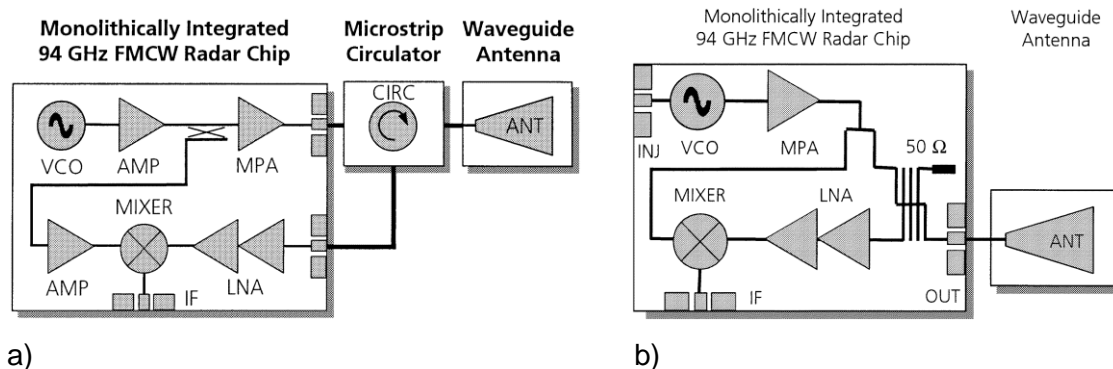 Monolithically Integrated
94 GHz FMCW Radar Chip
Microstrip
Circulator
Waveguide
Antenna
CIRC
ANT
VCO
AMP
MPA
MIXER
AMP
IF
LNA
a)
Monolithically Integrated
94 GHz FMCW Radar Chip
Waveguide
Antenna
INJ
VCO
MPA
50 Ω
MIXER
LNA
ANT
IF
OUT
b)